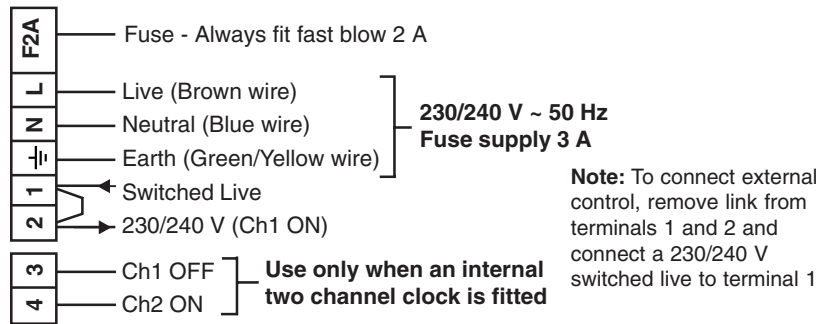 F2A Fuse - Always fit fast blow 2 A
L Live (Brown wire)
N Neutral (Blue wire)
Earth (Green/Yellow wire)
230/240 V ~ 50 Hz
Fuse supply 3 A
1 Switched Live
2 230/240 V (Ch1 ON)
3 Ch1 OFF
4 Ch2 ON
Use only when an internal
two channel clock is fitted
Note: To connect external
control, remove link from
terminals 1 and 2 and
connect a 230/240 V
switched live to terminal 1